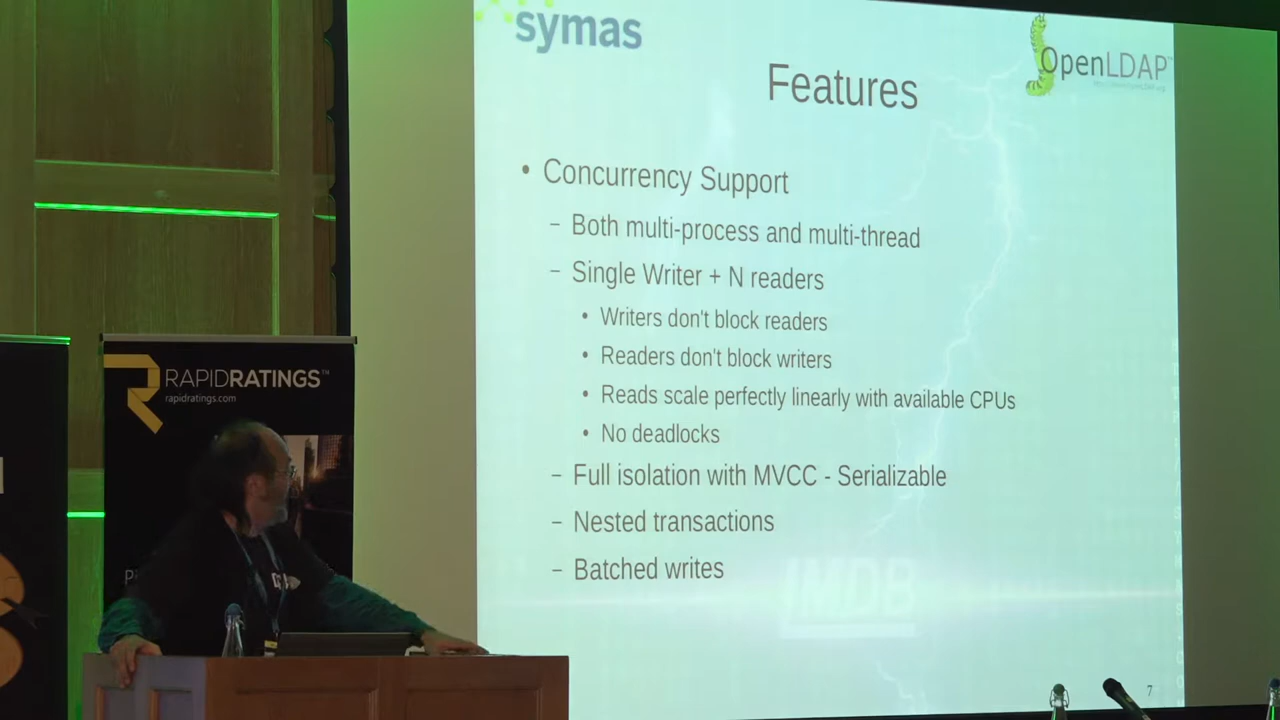 symas
OpenLDAP
Features
• Concurrency Support
– Both multi-process and multi-thread
– Single Writer + N readers
• Writers don't block readers
• Readers don't block writers
• Reads scale perfectly linearly with available CPUs
• No deadlocks
– Full isolation with MVCC - Serializable
– Nested transactions
– Batched writes
LMDB
7
RAPIDRATINGS™
rapidratings.com